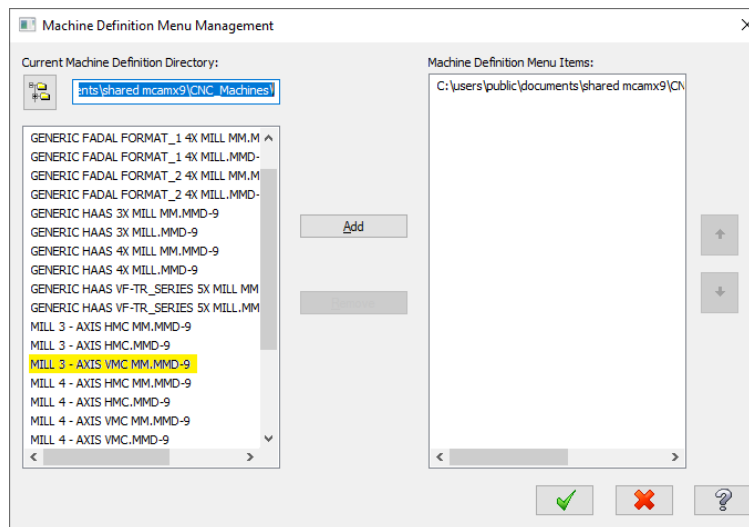 Machine Definition Menu Management
Current Machine Definition Directory:
ents\shared mcamx9\CNC_Machines\
GENERIC FADAL FORMAT_1 4X MILL MM.M
GENERIC FADAL FORMAT_1 4X MILL.MMD-
GENERIC FADAL FORMAT_2 4X MILL MM.M
GENERIC FADAL FORMAT_2 4X MILL.MMD-
GENERIC HAAS 3X MILL MM.MMD-9
GENERIC HAAS 3X MILL.MMD-9
GENERIC HAAS 4X MILL MM.MMD-9
GENERIC HAAS 4X MILL.MMD-9
GENERIC HAAS VF-TR_SERIES 5X MILL MM
GENERIC HAAS VF-TR_SERIES 5X MILL.MM
MILL 3 - AXIS HMC MM.MMD-9
MILL 3 - AXIS HMC.MMD-9
MILL 3 - AXIS VMC MM.MMD-9
MILL 4 - AXIS HMC MM.MMD-9
MILL 4 - AXIS HMC.MMD-9
MILL 4 - AXIS VMC MM.MMD-9
MILL 4 - AXIS VMC.MMD-9
Add
Remove
Machine Definition Menu Items:
C:\users\public\documents\shared mcamx9\CN